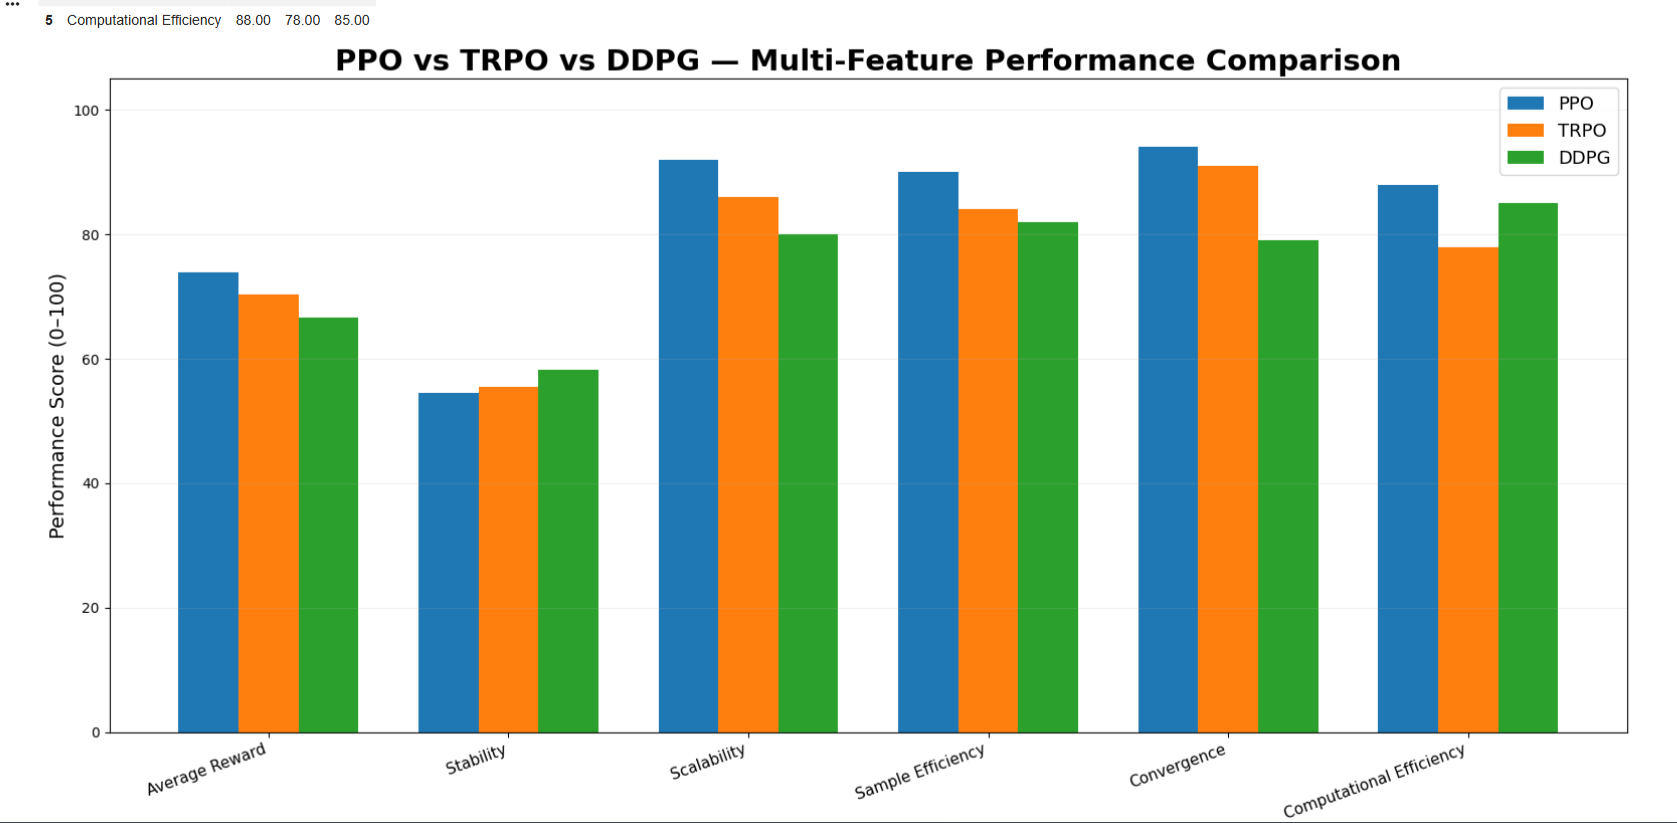 5 Computational Efficiency 88.00 78.00 85.00
PPO vs TRPO vs DDPG — Multi-Feature Performance Comparison
PPO
TRPO
DDPG
Performance Score (0–100)
100
80
60
40
20
0
Average Reward
Stability
Scalability
Sample Efficiency
Convergence
Computational Efficiency